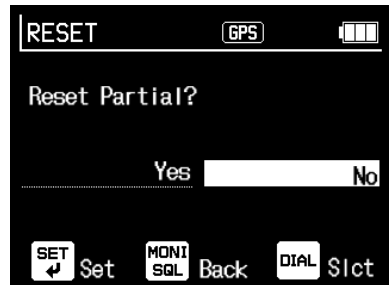 RESET GPS
Reset Partial?
Yes No
SET Set MONI SQL Back DIAL Slct